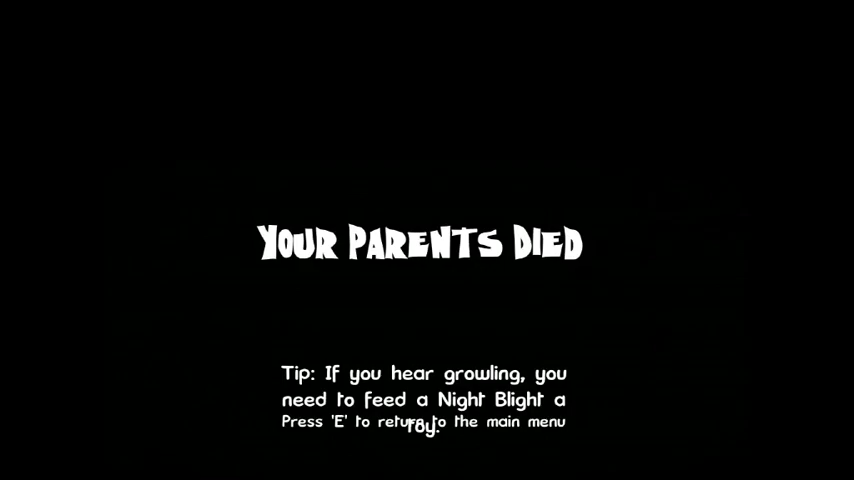 YOUR PARENTS DIED
Tip: If you hear growling, you
need to feed a Night Blight a
toy.
Press 'E' to return to the main menu